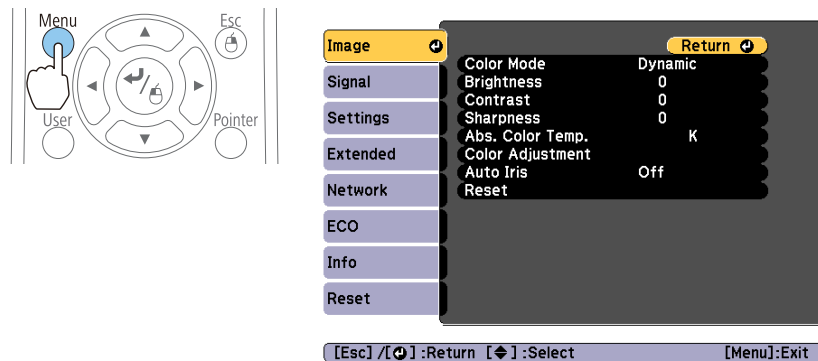 Menu
Esc
User
Pointer
Image
Signal
Settings
Extended
Network
ECO
Info
Reset
Return
Color Mode Dynamic
Brightness 0
Contrast 0
Sharpness 0
Abs. Color Temp. K
Color Adjustment
Auto Iris Off
Reset
[Esc] /[ ] :Return [ ] :Select [Menu]:Exit